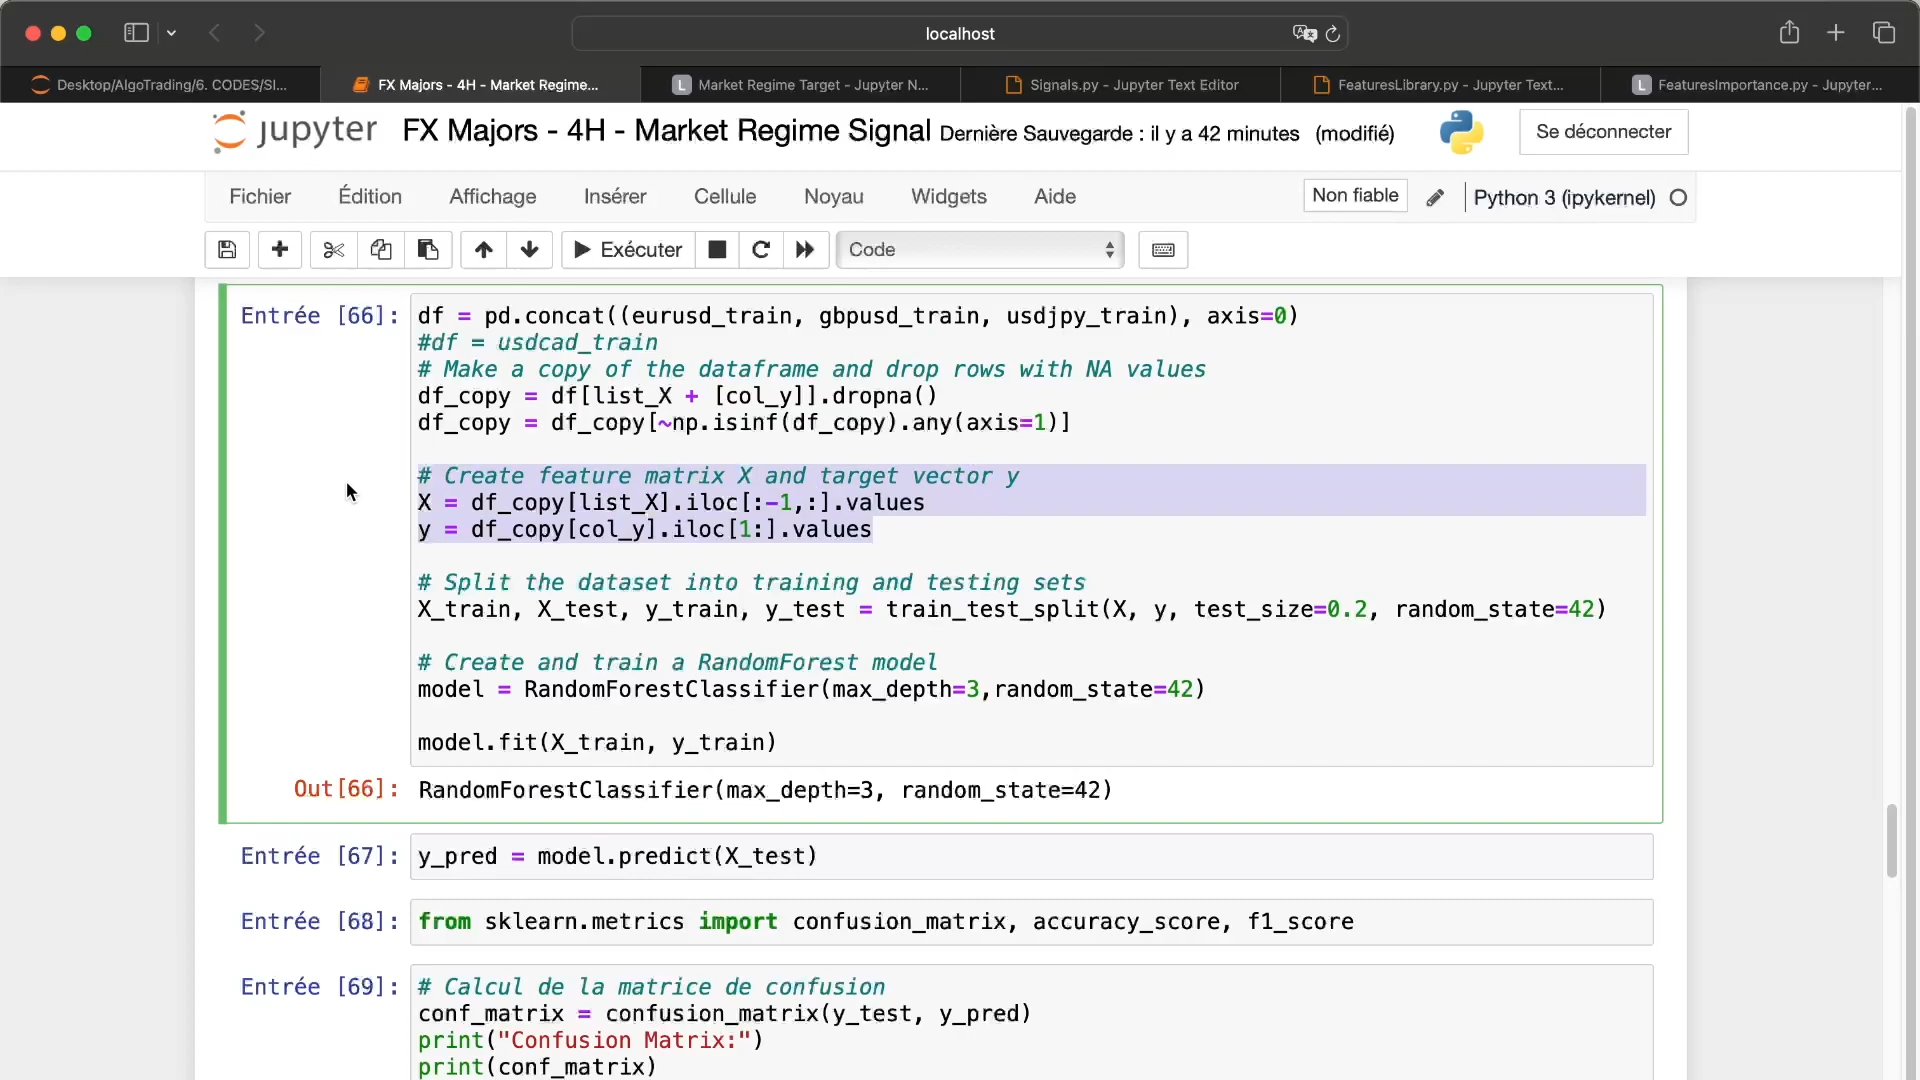 localhost
Desktop/AlgoTrading/6. CODES/SI...
FX Majors - 4H - Market Regime...
Market Regime Target - Jupyter N...
Signals.py - Jupyter Text Editor
FeaturesLibrary.py - Jupyter Text...
FeaturesImportance.py - Jupyter...
jupyter FX Majors - 4H - Market Regime Signal Dernière Sauvegarde : il y a 42 minutes (modifié)
Se déconnecter
Fichier Édition Affichage Insérer Cellule Noyau Widgets Aide
Non fiable
Python 3 (ipykernel)
Exécuter
Code
Entrée [66]: df = pd.concat((eurusd_train, gbpusd_train, usdjpy_train), axis=0)
#df = usdcad_train
# Make a copy of the dataframe and drop rows with NA values
df_copy = df[list_X + [col_y]].dropna()
df_copy = df_copy[~np.isinf(df_copy).any(axis=1)]
# Create feature matrix X and target vector y
X = df_copy[list_X].iloc[:-1,:].values
y = df_copy[col_y].iloc[1:].values
# Split the dataset into training and testing sets
X_train, X_test, y_train, y_test = train_test_split(X, y, test_size=0.2, random_state=42)
# Create and train a RandomForest model
model = RandomForestClassifier(max_depth=3,random_state=42)
model.fit(X_train, y_train)
Out[66]: RandomForestClassifier(max_depth=3, random_state=42)
Entrée [67]: y_pred = model.predict(X_test)
Entrée [68]: from sklearn.metrics import confusion_matrix, accuracy_score, f1_score
Entrée [69]: # Calcul de la matrice de confusion
conf_matrix = confusion_matrix(y_test, y_pred)
print("Confusion Matrix:")
print(conf_matrix)